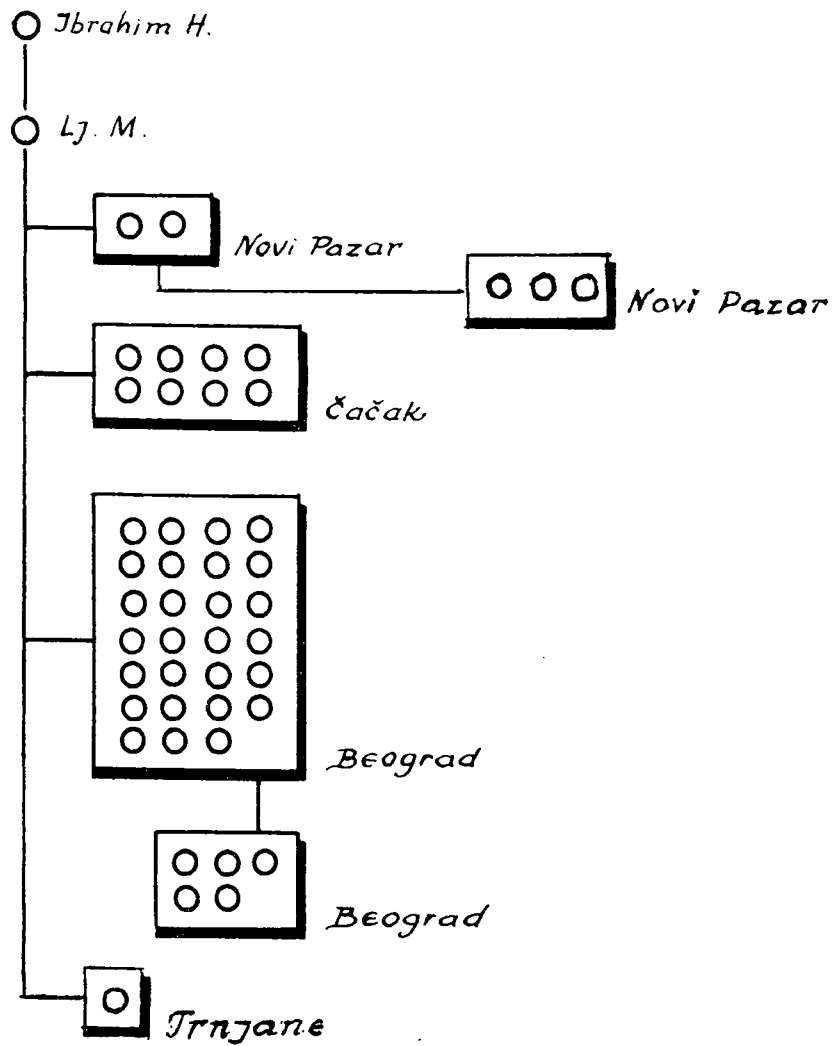 Ibrahim H.
Lj. M.
Novi Pazar
Novi Pazar
Čačak
Beograd
Beograd
Trnjane